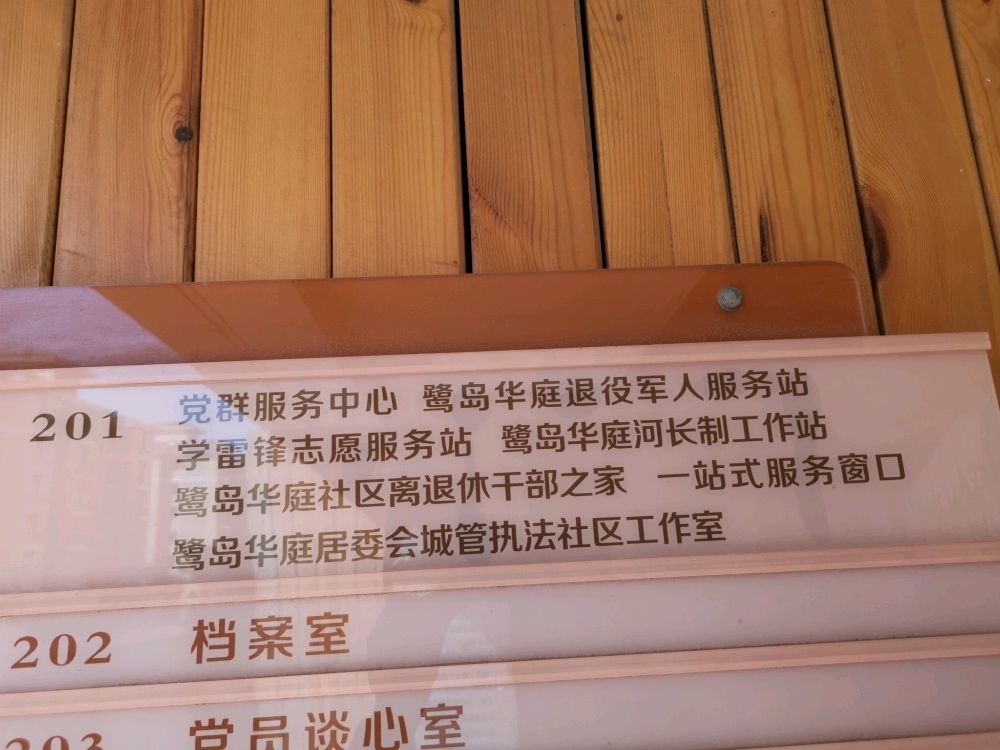 201 党群服务中心 鹭岛华庭退役军人服务站
学雷锋志愿服务站 鹭岛华庭河长制工作站
鹭岛华庭社区离退休干部之家 一站式服务窗口
鹭岛华庭居委会城管执法社区工作室
202 档案室
203 党员谈心室